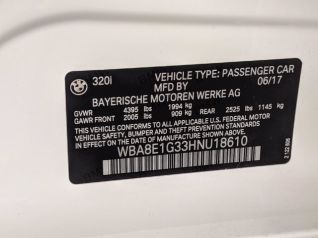 320i
VEHICLE TYPE: PASSENGER CAR
MFD BY
06/17
BAYERISCHE MOTOREN WERKE AG
GVWR 4395 lbs 1994 kg
GAWR FRONT 2005 lbs 909 kg REAR 2525 lbs 1145 kg
THIS VEHICLE CONFORMS TO ALL APPLICABLE U.S. FEDERAL MOTOR
VEHICLE SAFETY, BUMPER, AND THEFT PREVENTION STANDARDS IN
EFFECT ON THE DATE OF MANUFACTURE SHOWN ABOVE.
WBA8E1G33HNU18610